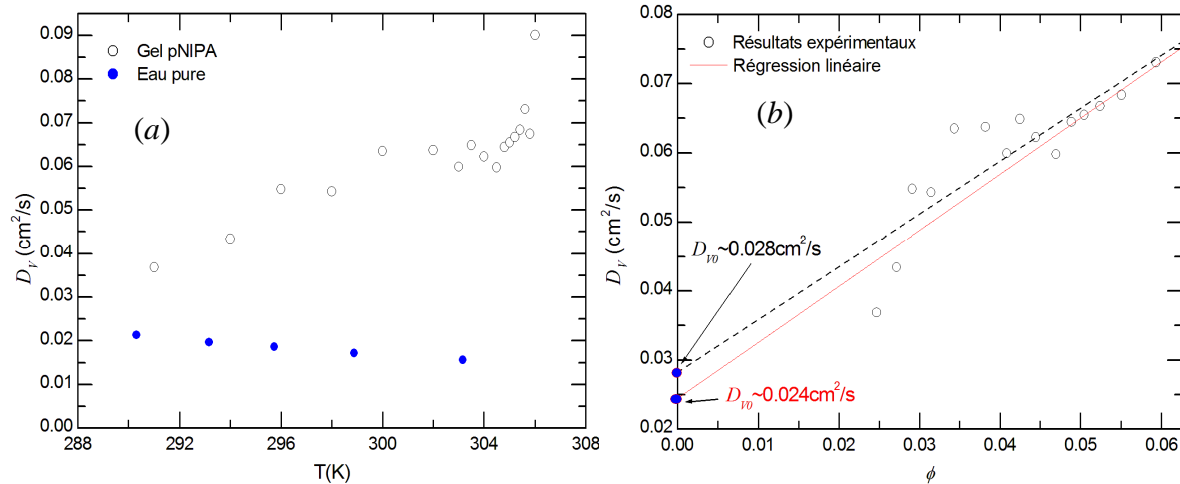 0.09
0.08
0.07
0.06
0.05
0.04
0.03
0.02
0.01
0.00
D_V (cm²/s)
Gel pNIPA
Eau pure
(a)
288 292 296 300 304 308
T(K)
0.08
0.07
0.06
0.05
0.04
0.03
0.02
D_V (cm²/s)
Résultats expérimentaux
Régression linéaire
(b)
D_V0~0.028cm²/s
D_V0~0.024cm²/s
0.00 0.01 0.02 0.03 0.04 0.05 0.06
ϕ